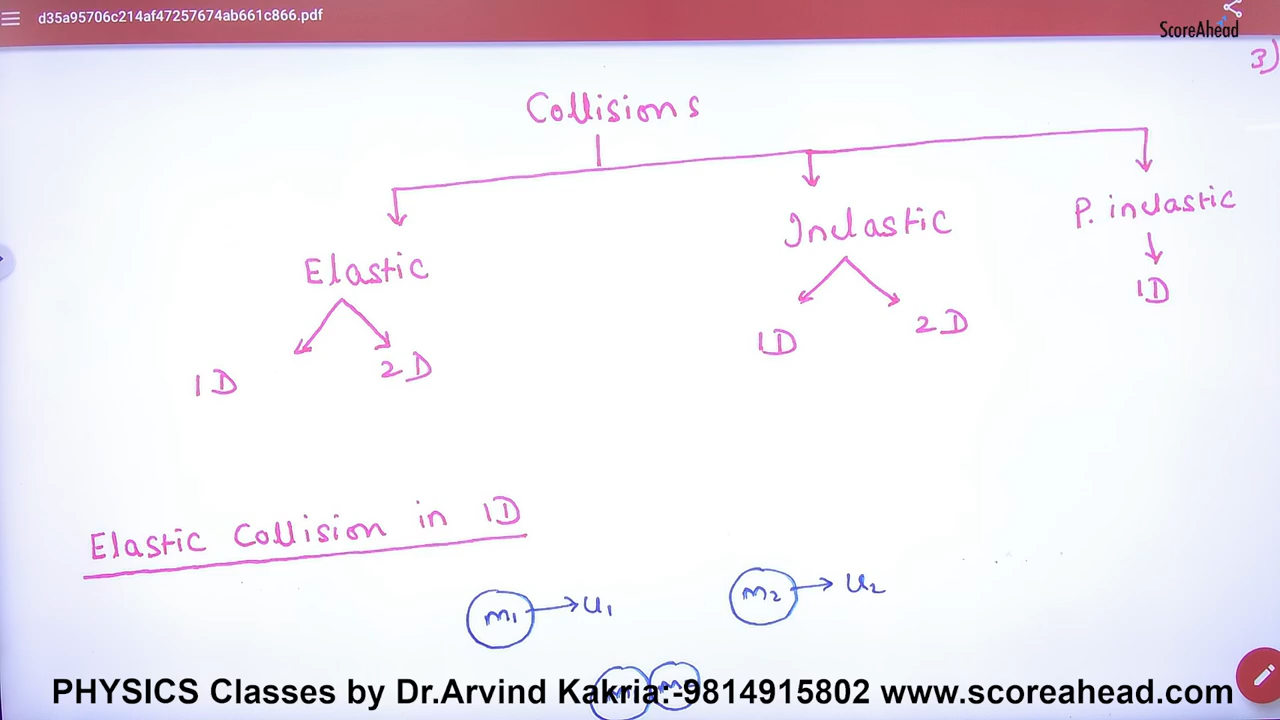 d35a95706c214af47257674ab661c866.pdf
ScoreAhead
3)
Collisions
Elastic
Inelastic
P. inelastic
1D
2D
1D
2D
1D
Elastic Collision in 1D
m1 → u1
m2 → u2
PHYSICS Classes by Dr.Arvind Kakria:-9814915802 www.scoreahead.com